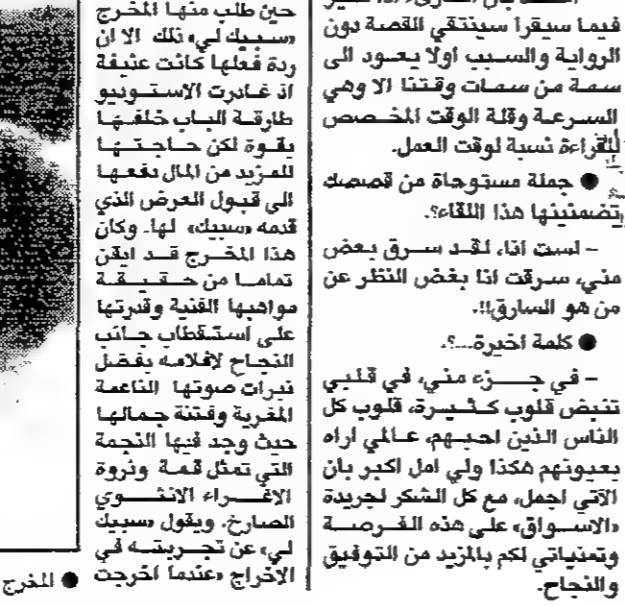 فيما سيقرا سينتقي القصة دون
الرواية والسبب اولا يعود الى
سمة من سمات وقتنا الا وهي
السرعة وقلة الوقت المخصص
للقراءة نسبة لوقت العمل.
● جملة مستوحاة من قصصك
تضمنينها هذا اللقاء؟.
- لست انا، لقد سرق بعض
مني، سرقت انا بغض النظر عن
من هو السارق!!.
● كلمة اخيرة...؟.
- في جزء مني، في قلبي
تنبض قلوب كثيرة، قلوب كل
الناس الذين احبهم، عالمي اراه
بعيونهم هكذا ولي امل اكبر بان
الآتي اجمل، مع كل الشكر لجريدة
«الاسواق» على هذه الفرصة
وتمنياتي لكم بالمزيد من التوفيق
والنجاح.
حين طلب منها المخرج
«سبيك لي» ذلك الا ان
ردة فعلها كانت عنيفة
اذ غادرت الاستوديو
طارقة الباب خلفها
بقوة لكن حاجتها
للمزيد من المال دفعها
الى قبول العرض الذي
قدمه «سبيك» لها. وكان
هذا المخرج قد ايقن
تماما من حقيقة
مواهبها الفنية وقدرتها
على استقطاب جانب
النجاح لافلامه بفضل
نبرات صوتها الناعمة
المغرية وفتنة جمالها
حيث وجد فيها النجمة
التي تمثل قمة وذروة
الاغراء الانثوي
الصارخ. ويقول «سبيك
لي» عن تجربته في
الاخراج «عندما اخرجت
● المخرج